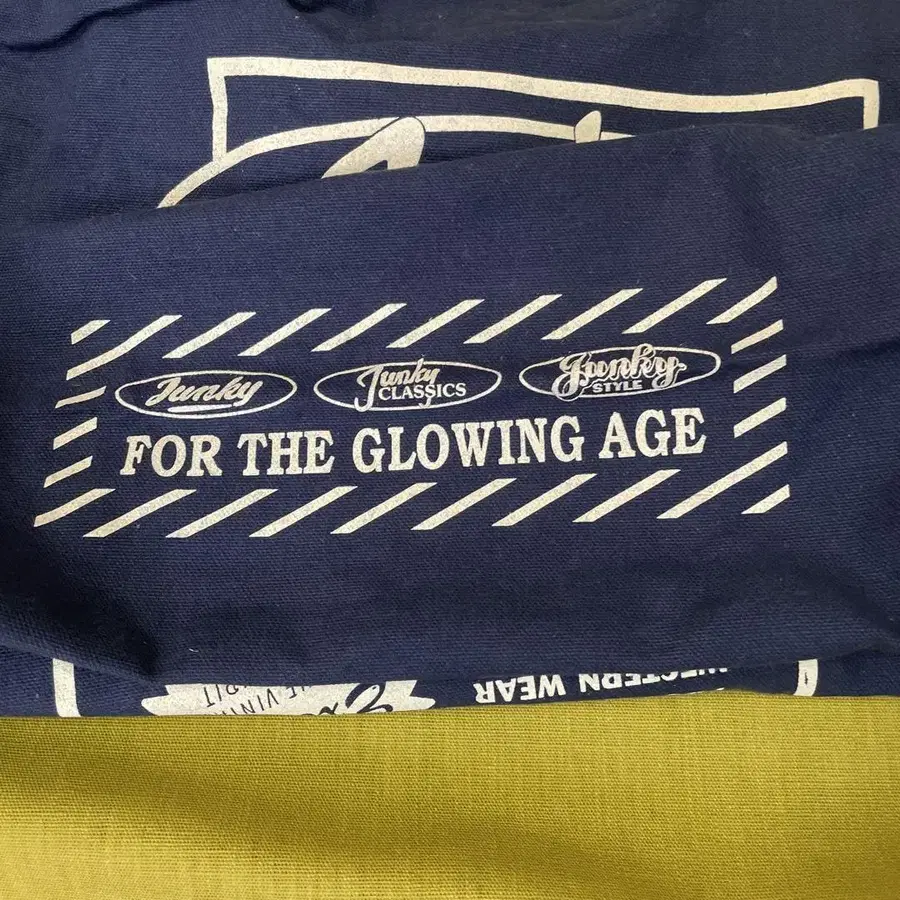 Junky
Junky CLASSICS
Junky STYLE
FOR THE GLOWING AGE
WESTERN WEAR